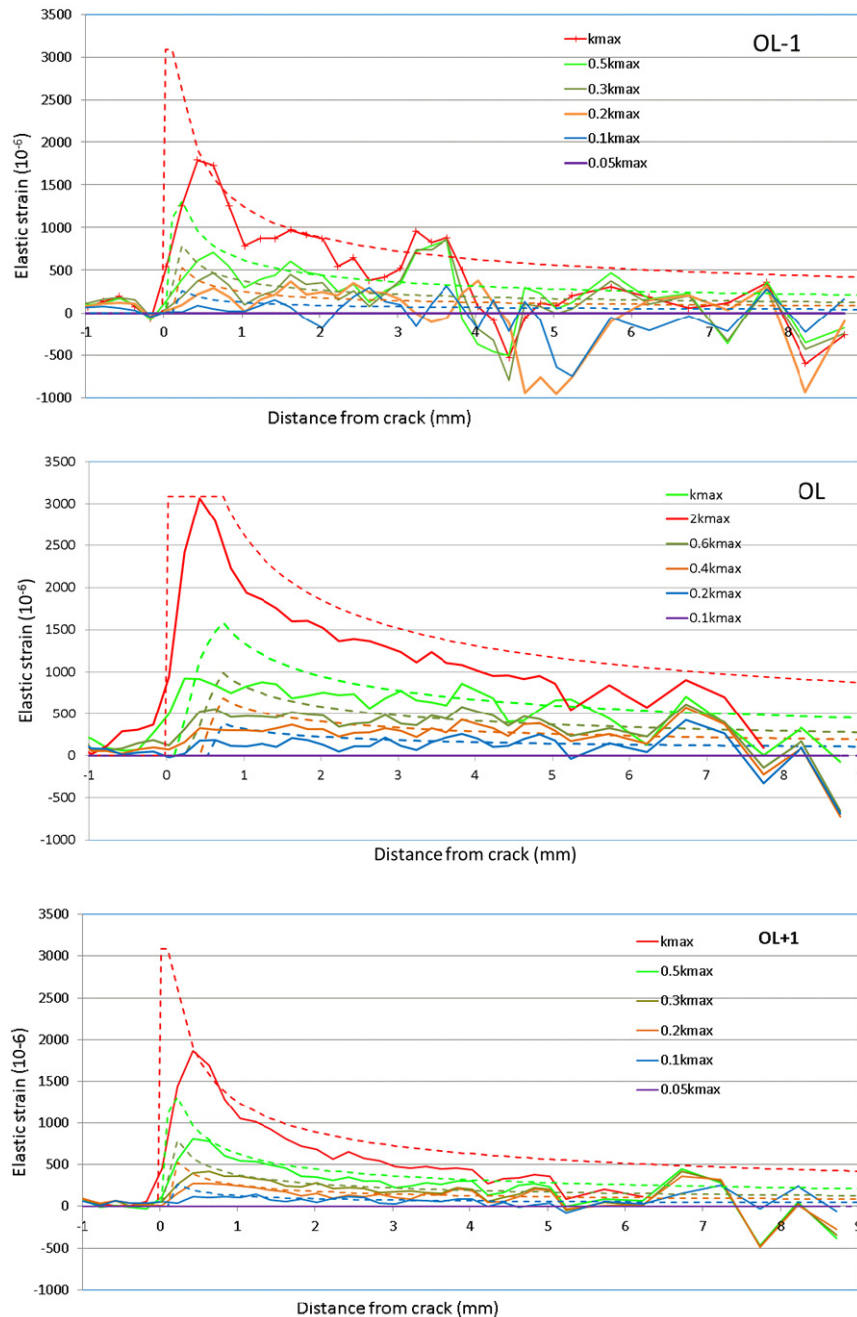 3500
3000
2500
2000
1500
1000
500
0
-500
-1000
Elastic strain (10-6)
-1 0 1 2 3 4 5 6 7 8
Distance from crack (mm)
OL-1
kmax
0.5kmax
0.3kmax
0.2kmax
0.1kmax
0.05kmax
3500
3000
2500
2000
1500
1000
500
0
-500
-1000
Elastic strain (10-6)
-1 0 1 2 3 4 5 6 7 8
Distance from crack (mm)
OL
kmax
2kmax
0.6kmax
0.4kmax
0.2kmax
0.1kmax
3500
3000
2500
2000
1500
1000
500
0
-500
-1000
Elastic strain (10-6)
-1 0 1 2 3 4 5 6 7 8 9
Distance from crack (mm)
OL+1
kmax
0.5kmax
0.3kmax
0.2kmax
0.1kmax
0.05kmax